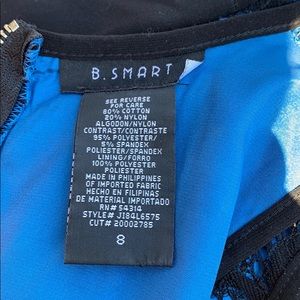 B.SMART
SEE REVERSE
FOR CARE
80% COTTON
20% NYLON
ALGODON/NYLON
CONTRAST/CONTRASTE
95% POLYESTER/
5% SPANDEX
POLIESTER/SPANDEX
LINING/FORRO
100% POLYESTER
MADE IN PHILIPPINES
OF IMPORTED FABRIC
HECHO EN FILIPINAS
DE MATERIAL IMPORTADO
RN# 54314
STYLE# JI84L6575
CUT# 20002785
8